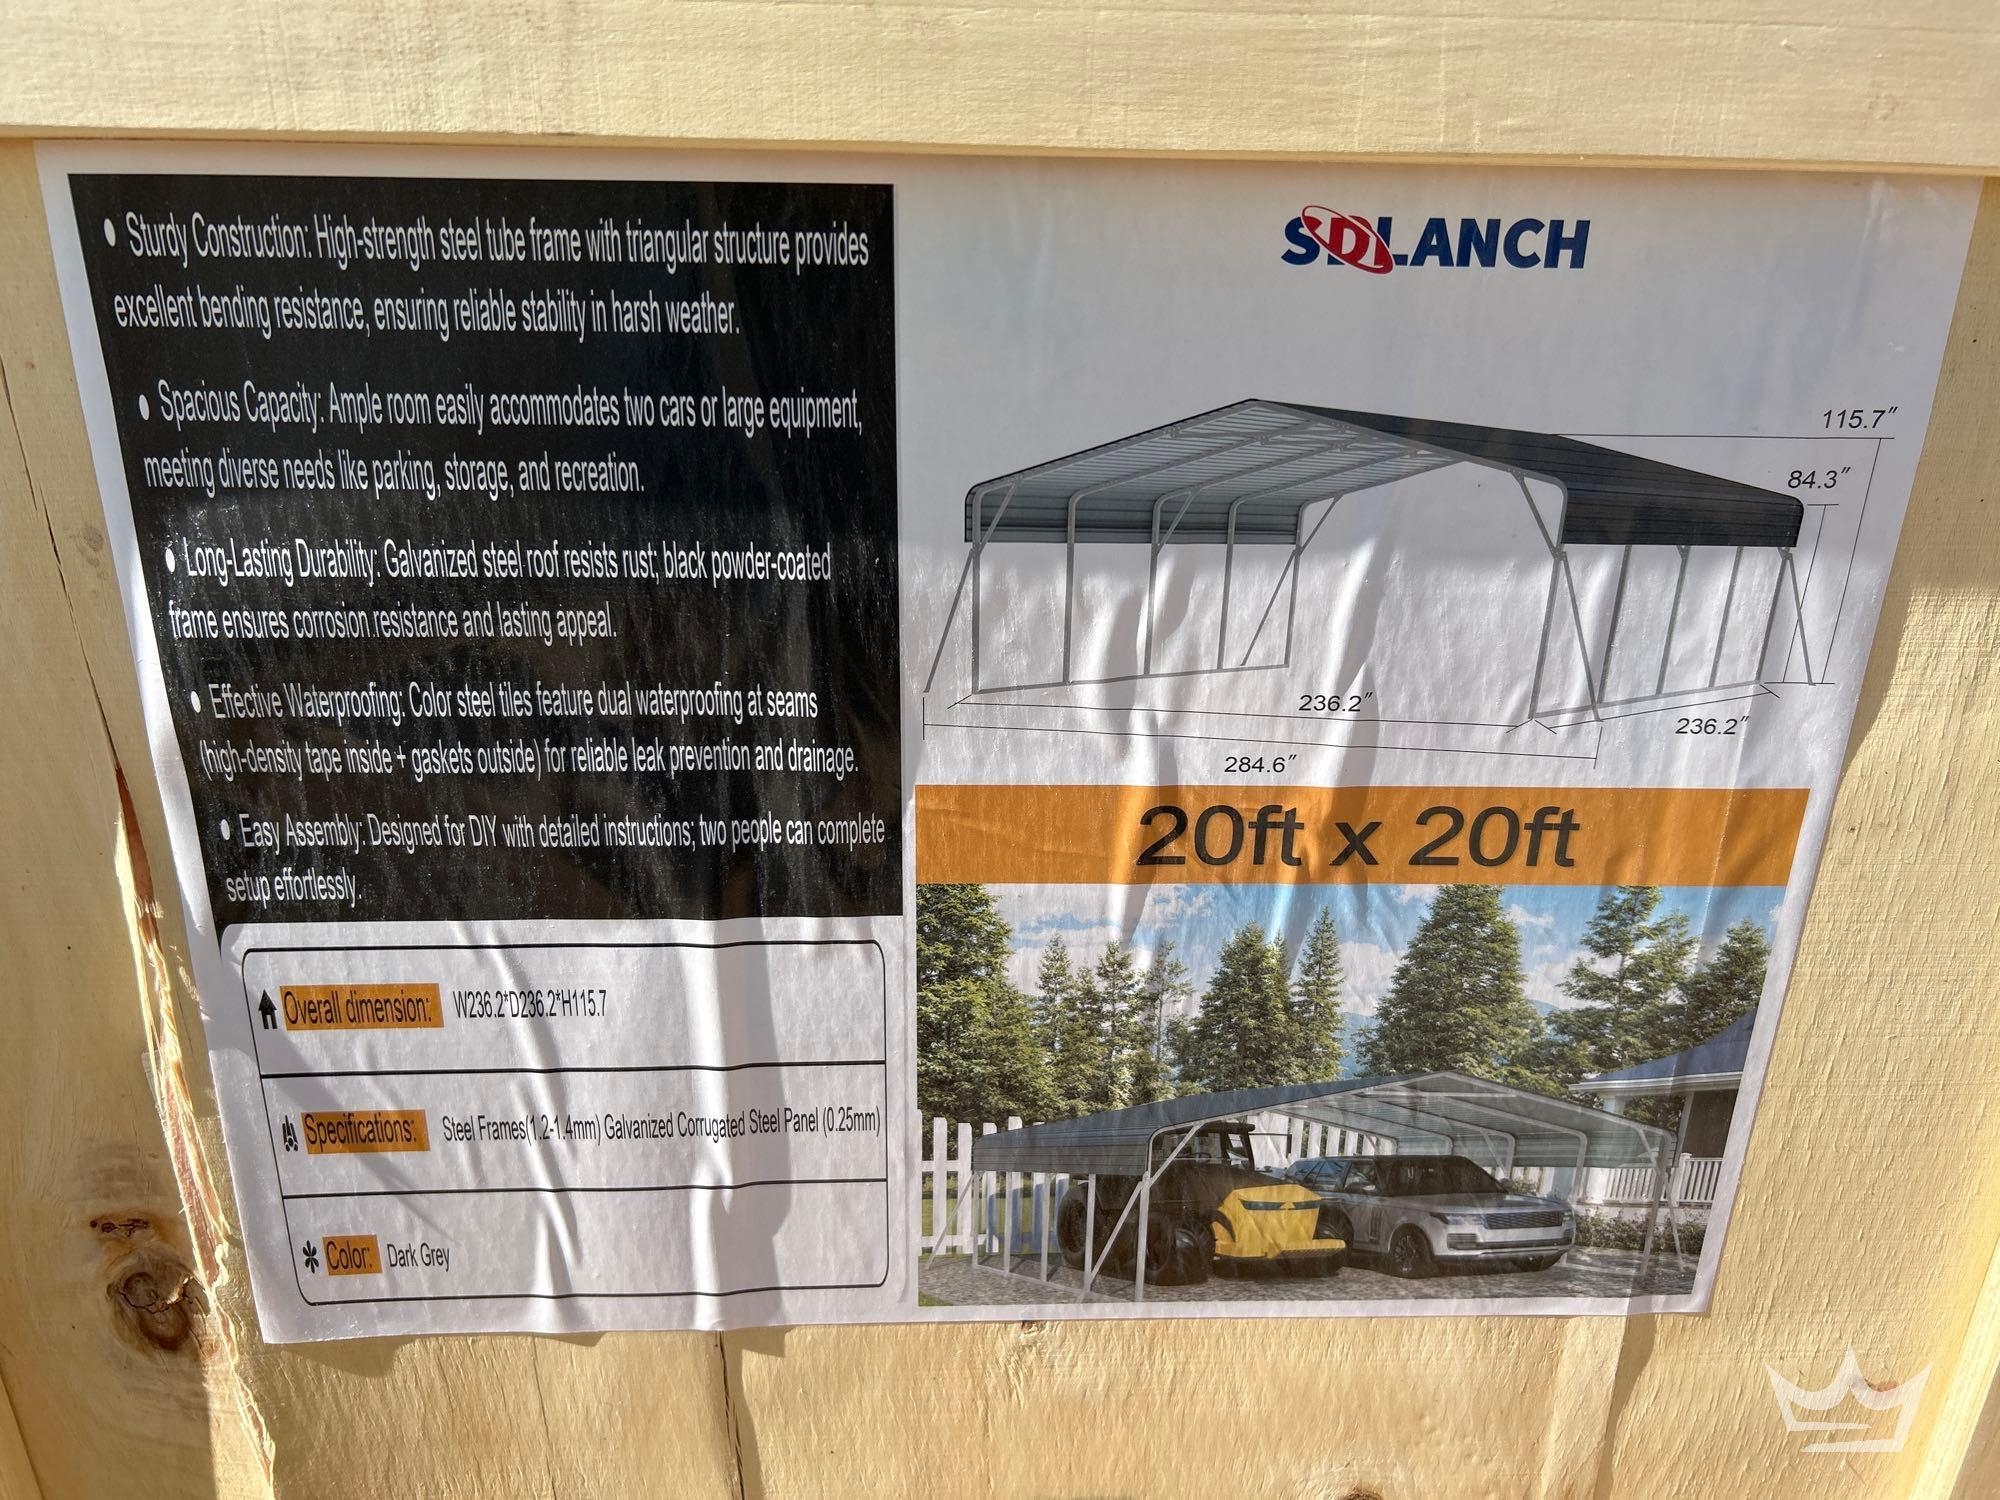 • Sturdy Construction: High-strength steel tube frame with triangular structure provides
excellent bending resistance, ensuring reliable stability in harsh weather.
• Spacious Capacity: Ample room easily accommodates two cars or large equipment,
meeting diverse needs like parking, storage, and recreation.
• Long-Lasting Durability: Galvanized steel roof resists rust; black powder-coated
frame ensures corrosion resistance and lasting appeal.
• Effective Waterproofing: Color steel tiles feature dual waterproofing at seams
(high-density tape inside + gaskets outside) for reliable leak prevention and drainage.
• Easy Assembly: Designed for DIY with detailed instructions; two people can complete
setup effortlessly.
Overall dimension: W236.2*D236.2*H115.7
Specifications: Steel Frames(1.2-1.4mm) Galvanized Corrugated Steel Panel (0.25mm)
Color: Dark Grey
SDLANCH
115.7"
84.3"
236.2"
236.2"
284.6"
20ft x 20ft